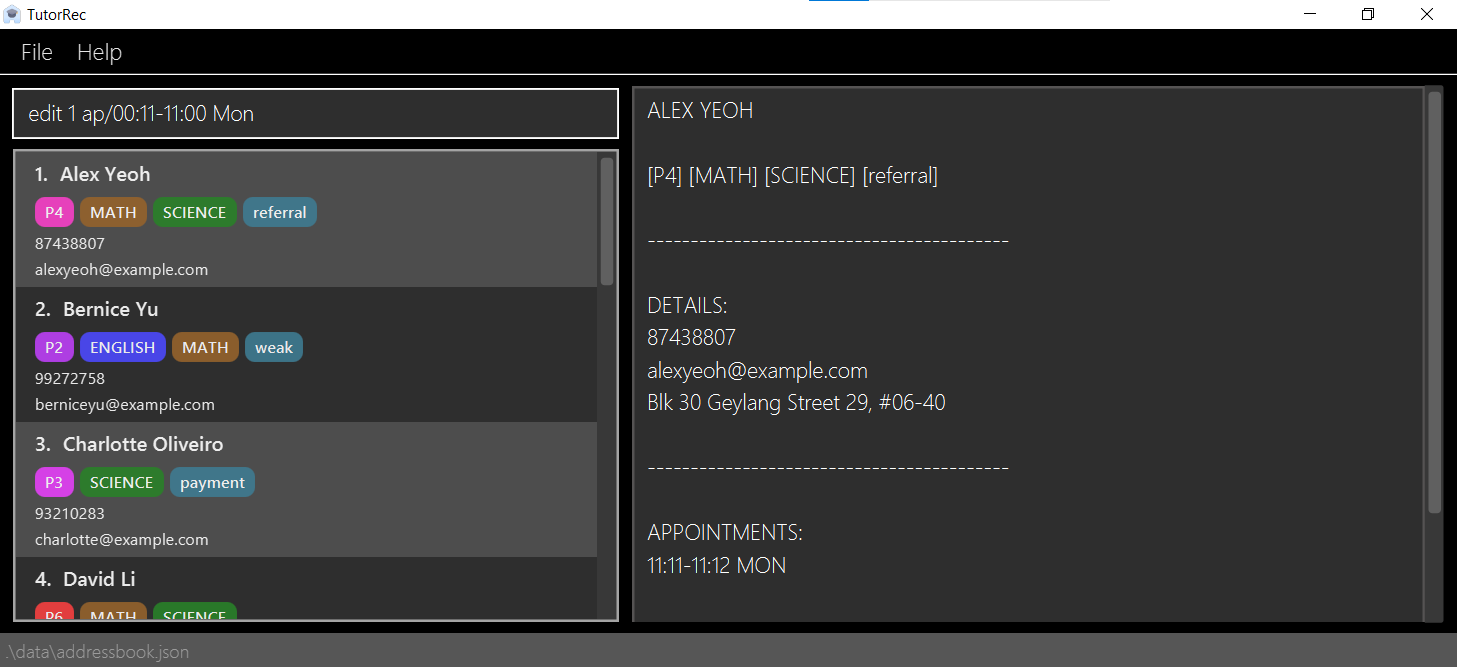 TutorRec
File Help
edit 1 ap/00:11-11:00 Mon
1. Alex Yeoh
P4 MATH SCIENCE referral
87438807
alexyeoh@example.com
2. Bernice Yu
P2 ENGLISH MATH weak
99272758
berniceyu@example.com
3. Charlotte Oliveiro
P3 SCIENCE payment
93210283
charlotte@example.com
4. David Li
P6 MATH SCIENCE
ALEX YEOH
[P4] [MATH] [SCIENCE] [referral]
------------------------------------------
DETAILS:
87438807
alexyeoh@example.com
Blk 30 Geylang Street 29, #06-40
------------------------------------------
APPOINTMENTS:
11:11-11:12 MON
.\data\addressbook.json